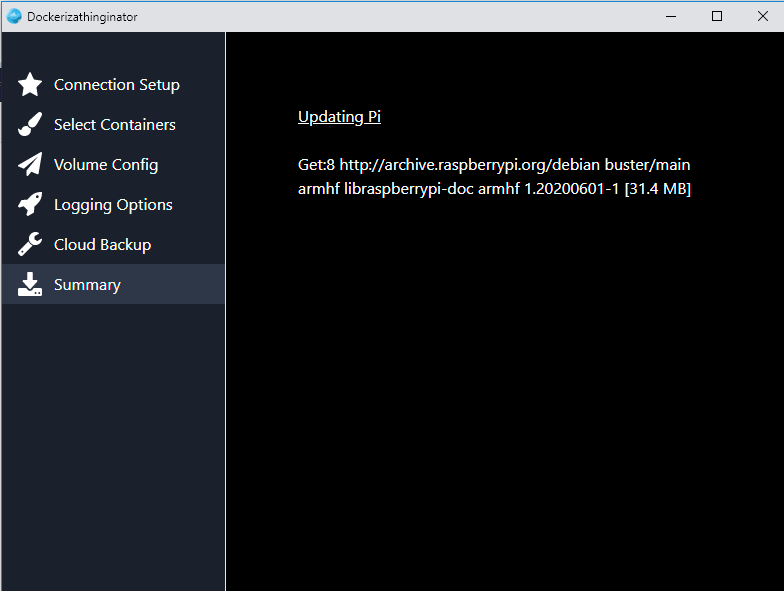 Dockerizathinginator
Connection Setup
Select Containers
Volume Config
Logging Options
Cloud Backup
Summary
Updating Pi
Get:8 http://archive.raspberrypi.org/debian buster/main
armhf libraspberrypi-doc armhf 1.20200601-1 [31.4 MB]